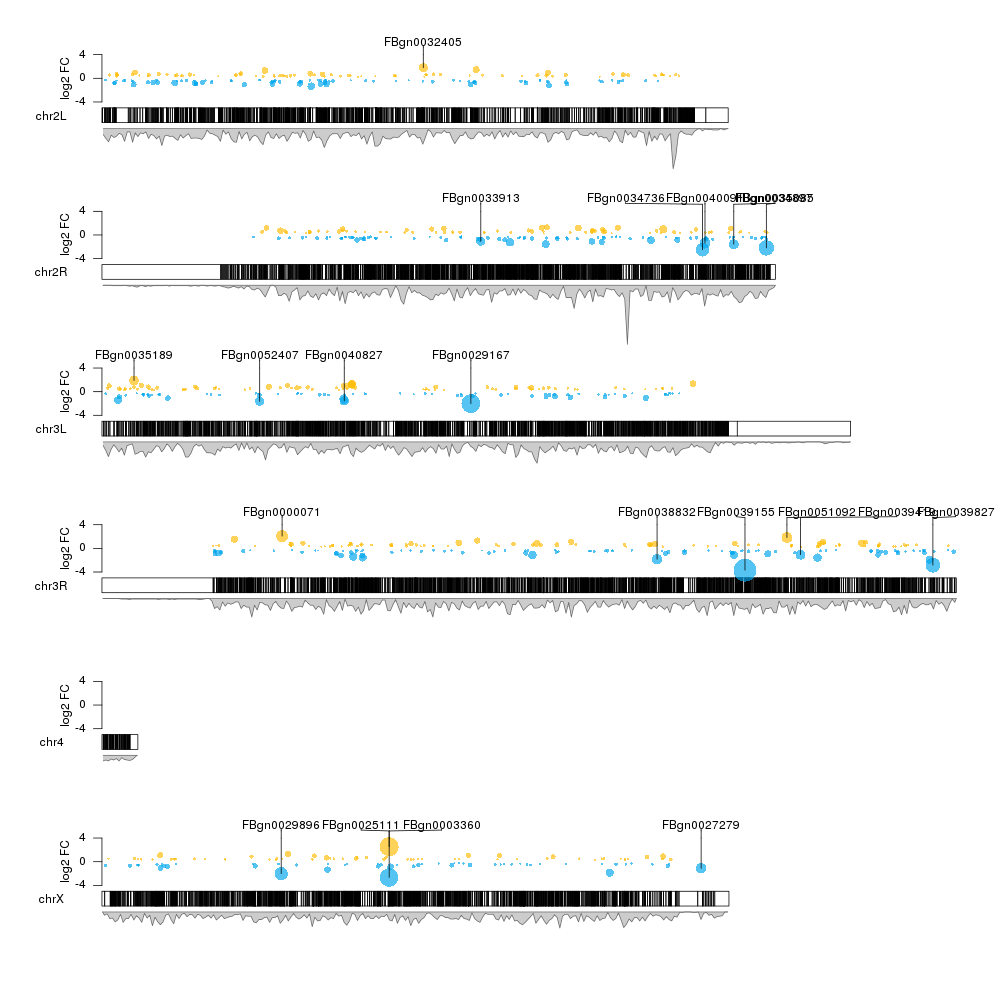 FBgn0032405
4
0
-4
log2 FC
chr2L
FBgn0033913 FBgn0034736
4
0
-4
log2 FC
chr2R
FBgn0035189 FBgn0052407 FBgn0040827 FBgn0029167
4
0
-4
log2 FC
chr3L
FBgn0000071 FBgn0038832 FBgn0039155 FBgn0051092 FBgn0039827
4
0
-4
log2 FC
chr3R
4
0
-4
log2 FC
chr4
FBgn0029896 FBgn0025111 FBgn0003360 FBgn0027279
4
0
-4
log2 FC
chrX